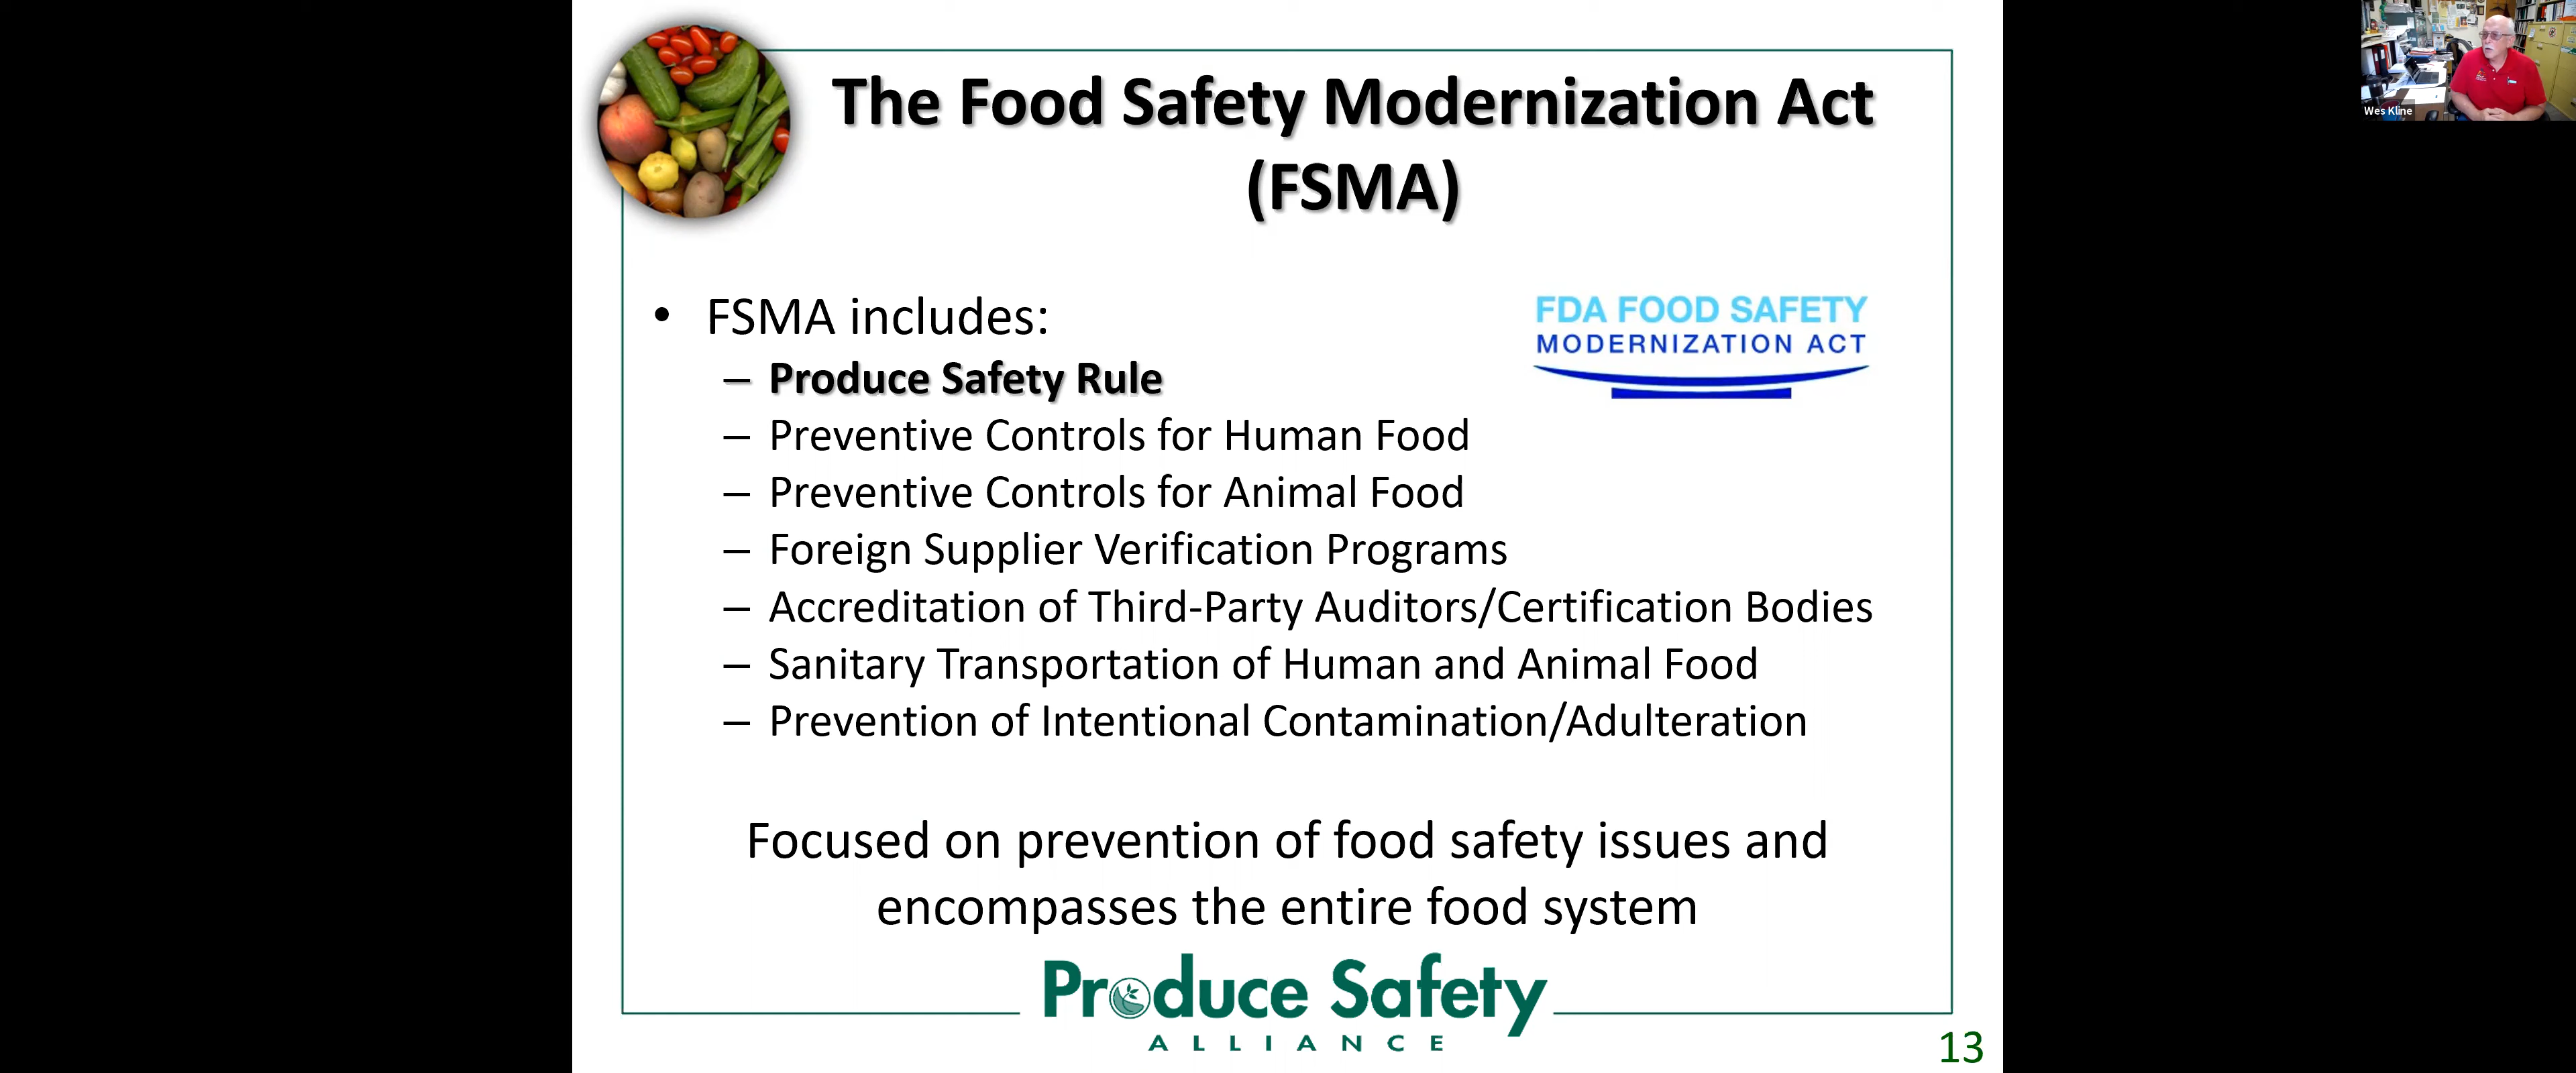 The Food Safety Modernization Act
(FSMA)
• FSMA includes:
– Produce Safety Rule
– Preventive Controls for Human Food
– Preventive Controls for Animal Food
– Foreign Supplier Verification Programs
– Accreditation of Third-Party Auditors/Certification Bodies
– Sanitary Transportation of Human and Animal Food
– Prevention of Intentional Contamination/Adulteration
FDA FOOD SAFETY
MODERNIZATION ACT
Focused on prevention of food safety issues and
encompasses the entire food system
Produce Safety
ALLIANCE
13
Wes Kline